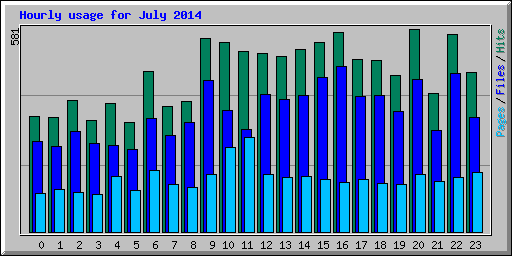 Hourly usage for July 2014
581
Pages/Files/Hits
0 1 2 3 4 5 6 7 8 9 10 11 12 13 14 15 16 17 18 19 20 21 22 23